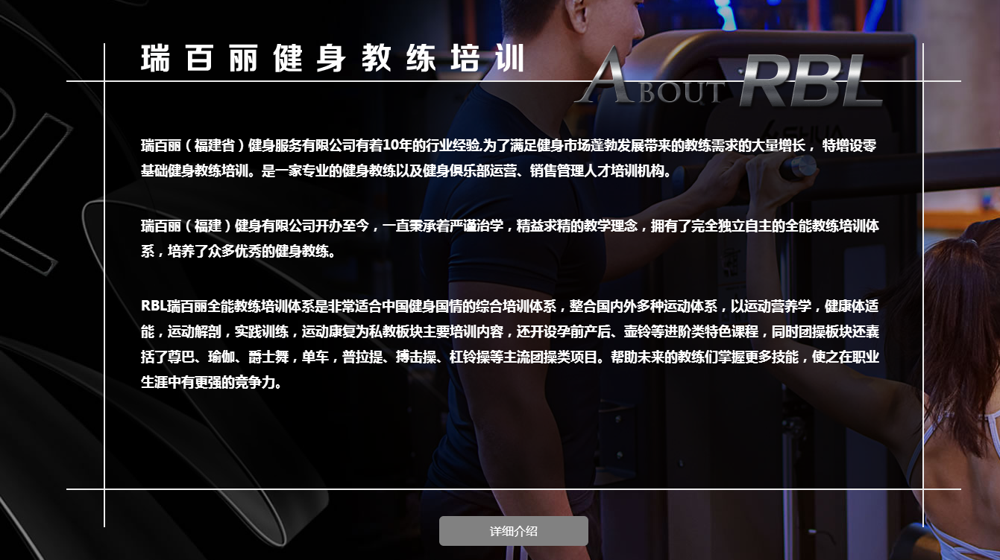 瑞百丽健身教练培训
ABOUT RBL
瑞百丽（福建省）健身服务有限公司有着10年的行业经验,为了满足健身市场蓬勃发展带来的教练需求的大量增长， 特增设零
基础健身教练培训。是一家专业的健身教练以及健身俱乐部运营、销售管理人才培训机构。
瑞百丽（福建）健身有限公司开办至今，一直秉承着严谨治学，精益求精的教学理念，拥有了完全独立自主的全能教练培训体
系，培养了众多优秀的健身教练。
RBL瑞百丽全能教练培训体系是非常适合中国健身国情的综合培训体系，整合国内外多种运动体系，以运动营养学，健康体适
能，运动解剖，实践训练，运动康复为私教板块主要培训内容，还开设孕前产后、壶铃等进阶类特色课程，同时团操板块还囊
括了尊巴、瑜伽、爵士舞，单车，普拉提、搏击操、杠铃操等主流团操类项目。帮助未来的教练们掌握更多技能，使之在职业
生涯中有更强的竞争力。
详细介绍